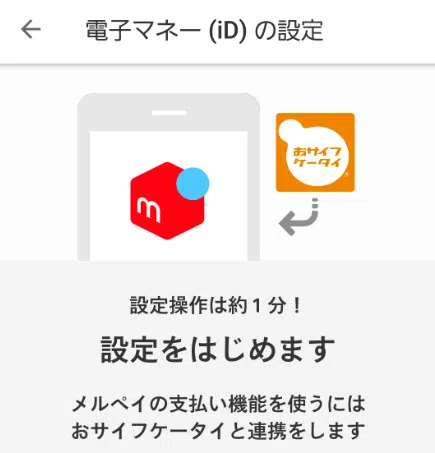 電子マネー (iD) の設定
おサイフ
ケータイ
m
設定操作は約1分！
設定をはじめます
メルペイの支払い機能を使うには
おサイフケータイと連携をします